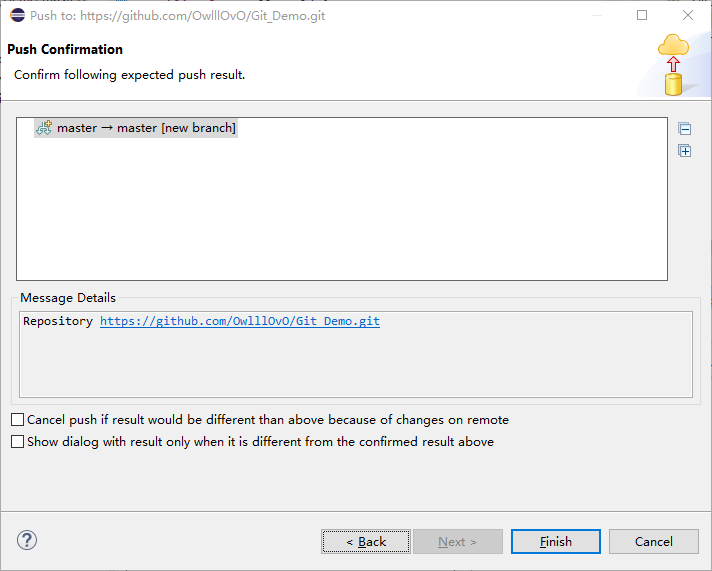 Push to: https://github.com/OwlllOvO/Git_Demo.git
Push Confirmation
Confirm following expected push result.
master → master [new branch]
Message Details
Repository https://github.com/OwlllOvO/Git_Demo.git
Cancel push if result would be different than above because of changes on remote
Show dialog with result only when it is different from the confirmed result above
?
< Back
Next >
Finish
Cancel